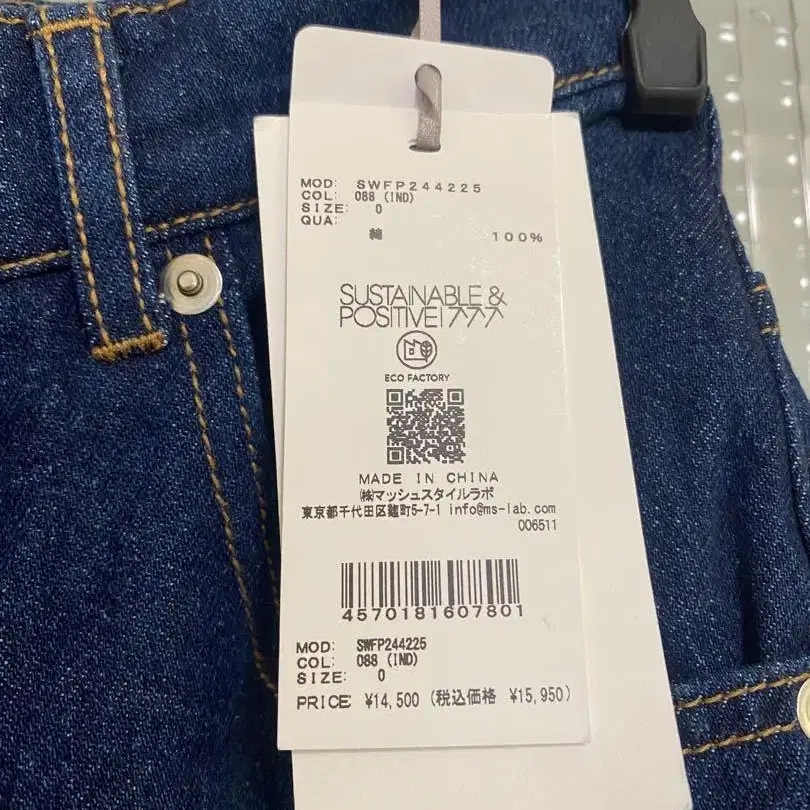 MOD: SWFP244225
COL: 088 (IND)
SIZE: 0
QUA:
綿 100%
SUSTAINABLE &
POSITIVE! 777
ECO FACTORY
MADE IN CHINA
㈱マッシュスタイルラボ
東京都千代田区麹町5-7-1 info@ms-lab.com
006511
4570181607801
MOD: SWFP244225
COL: 088 (IND)
SIZE: 0
PRICE ¥14,500 (税込価格 ¥15,950)